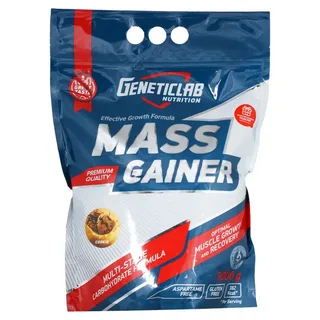 GENETICLAB
NUTRITION
Effective Growth Formula
MASS
GAINER
PREMIUM
QUALITY
COOKIE
MULTI-STAGE
CARBOHYDRATE FORMULA
OPTIMAL
MUSCLE GROWTH
AND RECOVERY
ASPARTAME
FREE
GLUTEN
FREE